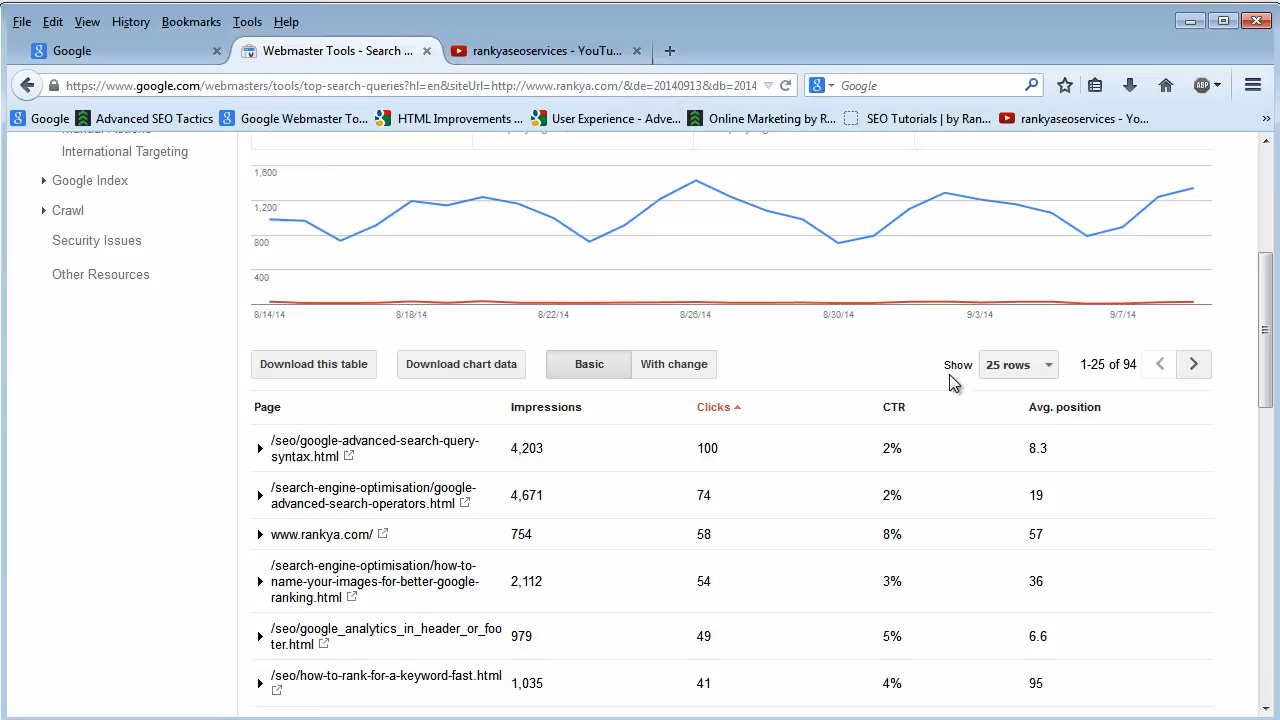 File Edit View History Bookmarks Tools Help
Google
Webmaster Tools - Search ...
rankyaseoservices - YouTu...
https://www.google.com/webmasters/tools/top-search-queries?hl=en&siteUrl=http://www.rankya.com/&de=20140913&db=2014
Google
ABP
Google Advanced SEO Tactics Google Webmaster To... HTML Improvements ... User Experience - Adve... Online Marketing by R... SEO Tutorials | by Ran... rankyaseoservices - Yo... »
International Targeting
Google Index
Crawl
Security Issues
Other Resources
1,600
1,200
800
400
8/14/14 8/18/14 8/22/14 8/26/14 8/30/14 9/3/14 9/7/14
Download this table Download chart data Basic With change Show 25 rows 1-25 of 94
Page Impressions Clicks CTR Avg. position
/seo/google-advanced-search-query-
syntax.html 4,203 100 2% 8.3
/search-engine-optimisation/google-
advanced-search-operators.html 4,671 74 2% 19
www.rankya.com/ 754 58 8% 57
/search-engine-optimisation/how-to-
name-your-images-for-better-google- 2,112 54 3% 36
ranking.html
/seo/google_analytics_in_header_or_foo
ter.html 979 49 5% 6.6
/seo/how-to-rank-for-a-keyword-fast.html 1,035 41 4% 95